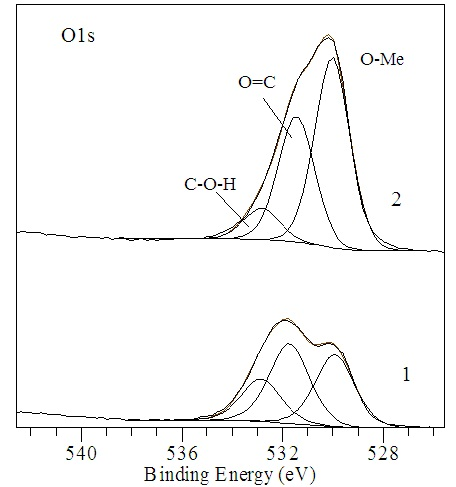 O1s
O-Me
O=C
C-O-H
2
1
540 536 532 528
Binding Energy (eV)